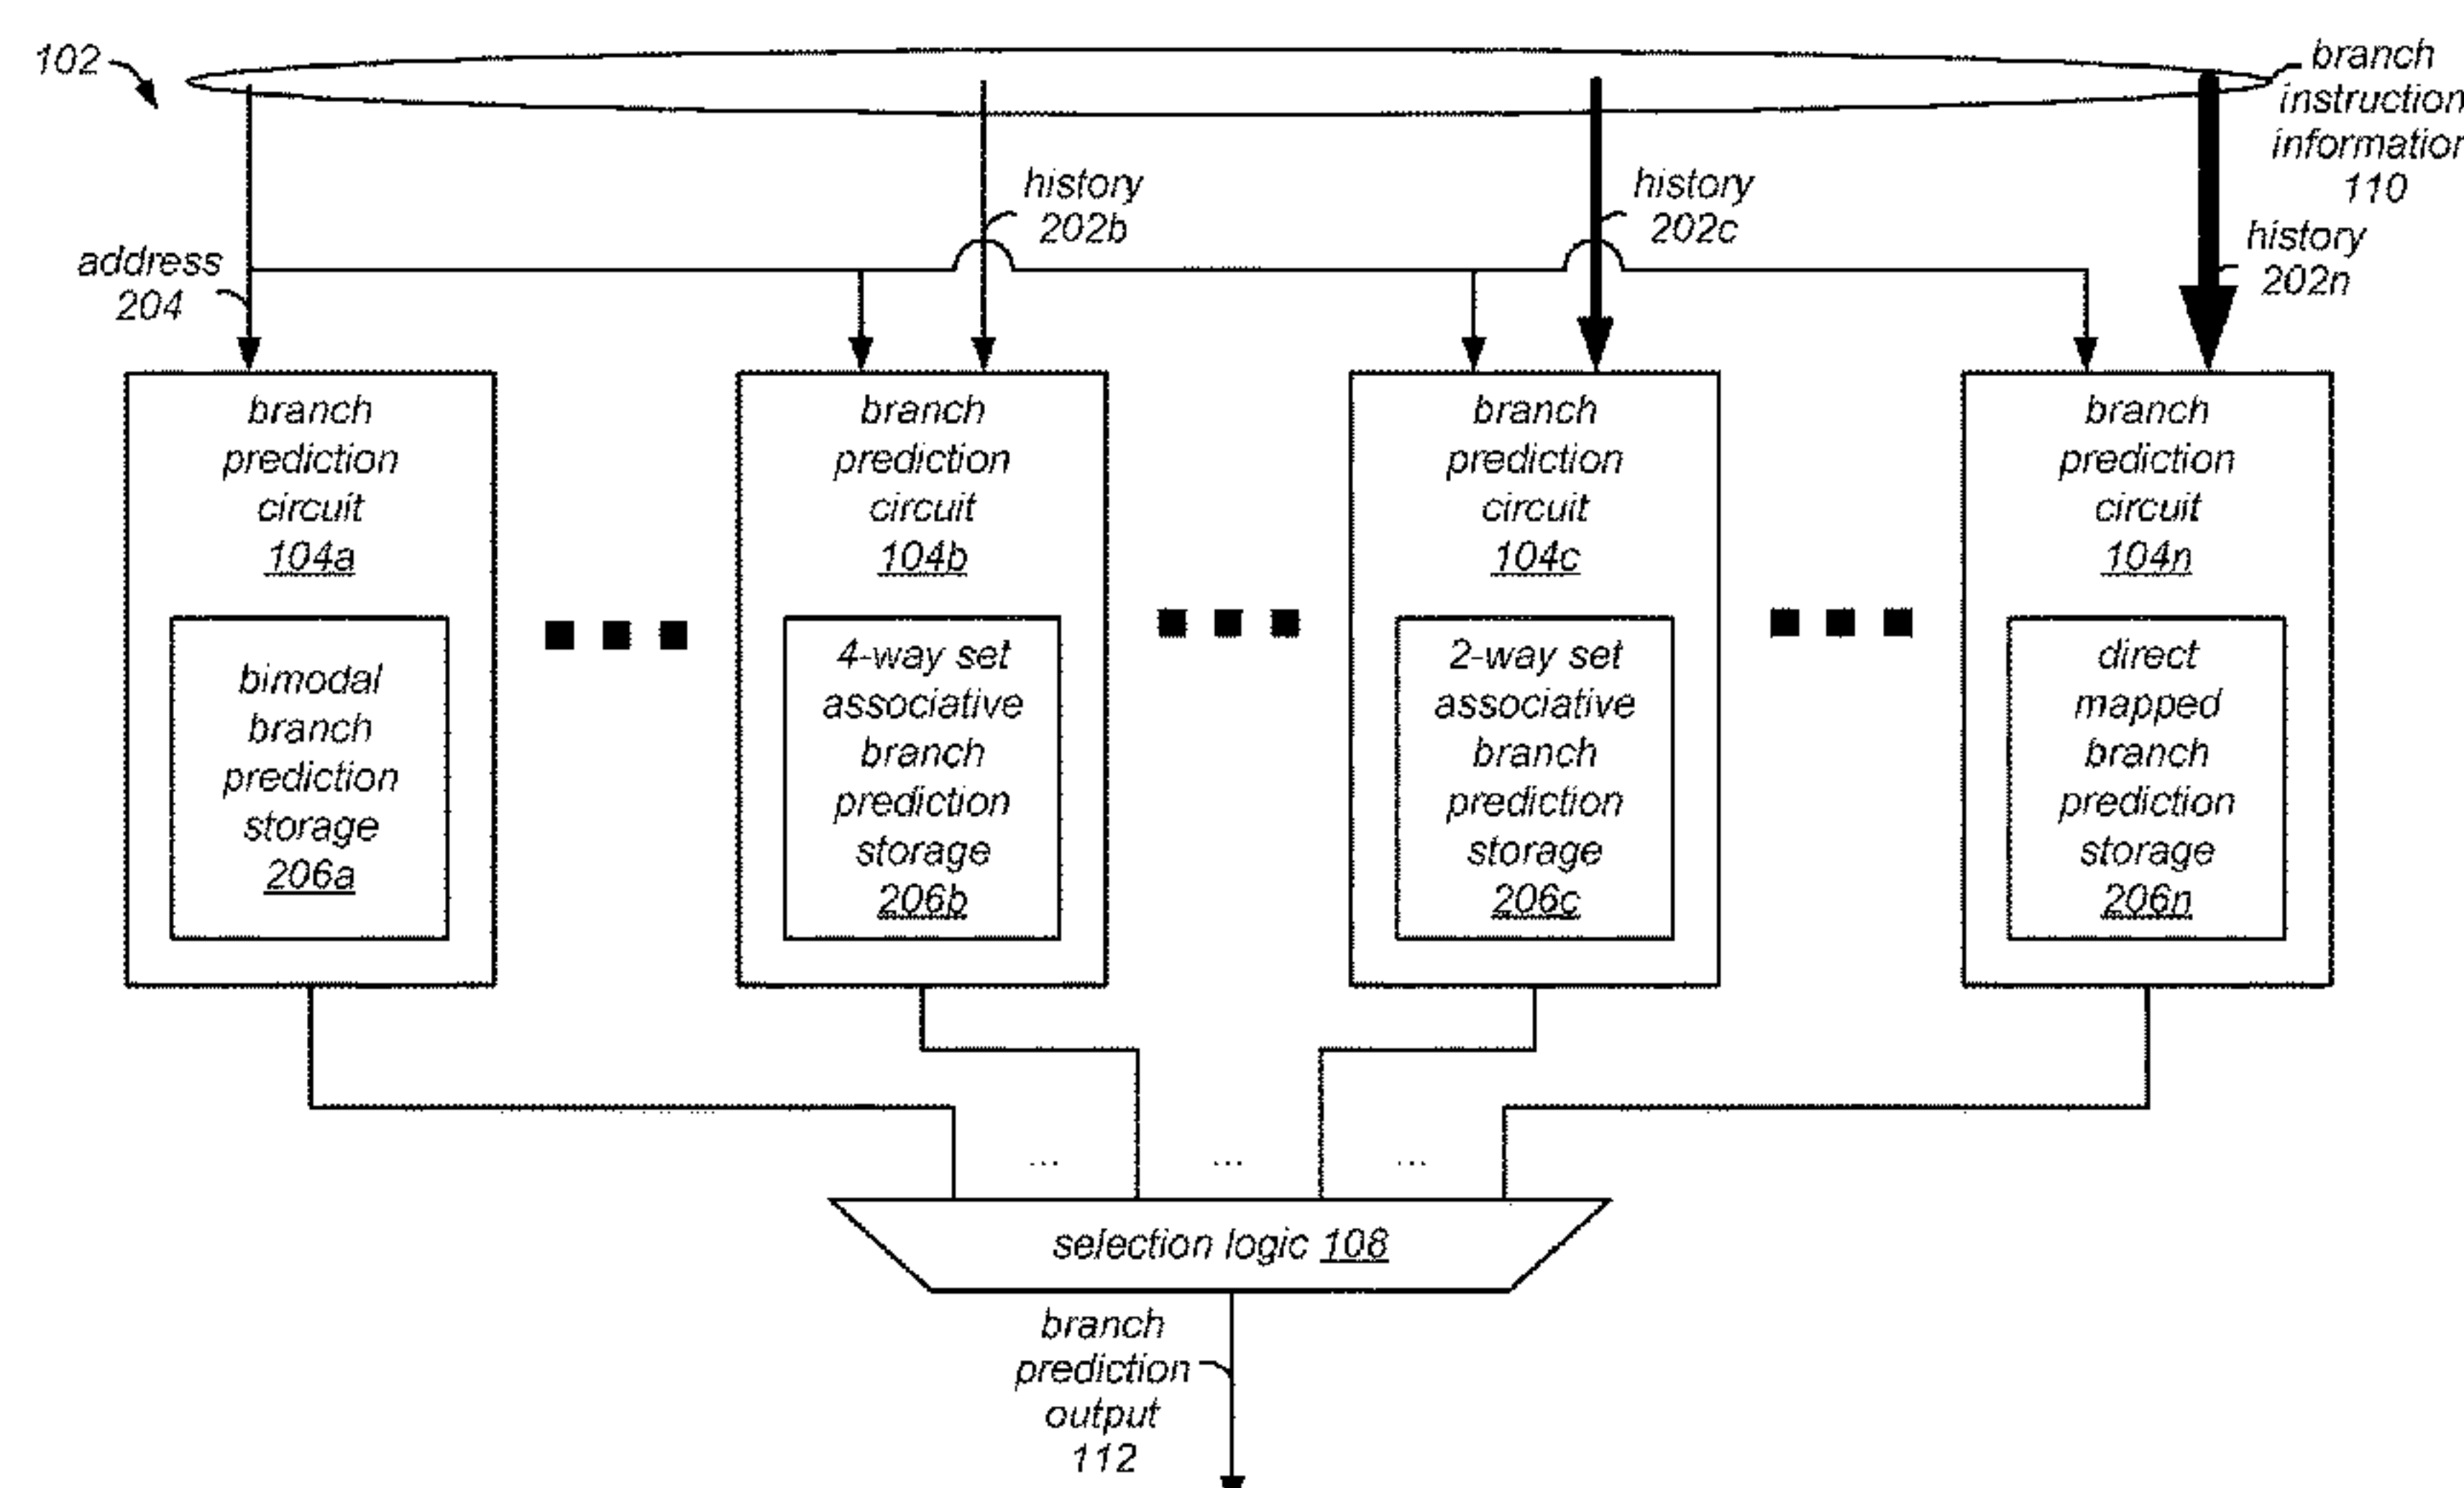 102
branch
instruction
information
110
history
202b
history
202c
history
202n
address
204
branch
prediction
circuit
104a
bimodal
branch
prediction
storage
206a
branch
prediction
circuit
104b
4-way set
associative
branch
prediction
storage
206b
branch
prediction
circuit
104c
2-way set
associative
branch
prediction
storage
206c
branch
prediction
circuit
104n
direct
mapped
branch
prediction
storage
206n
... ... ...
selection logic 108
branch
prediction
output
112